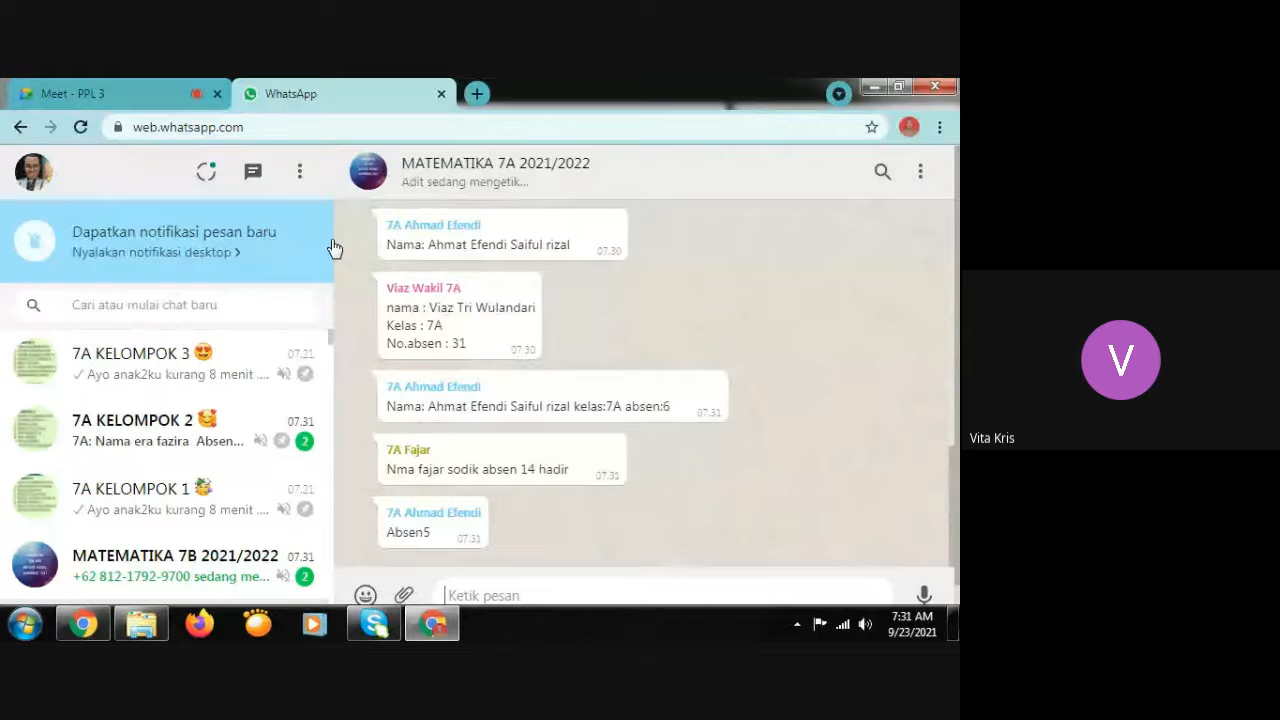 Meet - PPL 3
WhatsApp
web.whatsapp.com
MATEMATIKA 7A 2021/2022
Adit sedang mengetik...
Dapatkan notifikasi pesan baru
Nyalakan notifikasi desktop >
Cari atau mulai chat baru
7A KELOMPOK 3 😍 07.21
✓ Ayo anak2ku kurang 8 menit ....
7A KELOMPOK 2 🥰 07.31
7A: Nama era fazira Absen... 2
7A KELOMPOK 1 07.21
✓ Ayo anak2ku kurang 8 menit ....
MATEMATIKA 7B 2021/2022 07.31
+62 812-1792-9700 sedang me... 2
7A Ahmad Efendi
Nama: Ahmat Efendi Saiful rizal 07.30
Viaz Wakil 7A
nama : Viaz Tri Wulandari
Kelas : 7A
No.absen : 31 07.30
7A Ahmad Efendi
Nama: Ahmat Efendi Saiful rizal kelas:7A absen:6 07.31
7A Fajar
Nma fajar sodik absen 14 hadir 07.31
7A Ahmad Efendi
Absen5 07.31
Ketik pesan
7:31 AM
9/23/2021
V
Vita Kris